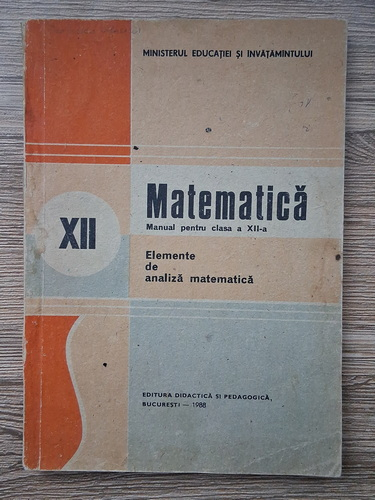 MINISTERUL EDUCAȚIEI ȘI INVĂȚĂMÎNTULUI
Matematică
Manual pentru clasa a XII-a
XII
Elemente
de
analiză matematică
EDITURA DIDACTICĂ ȘI PEDAGOGICĂ,
BUCUREȘTI — 1988